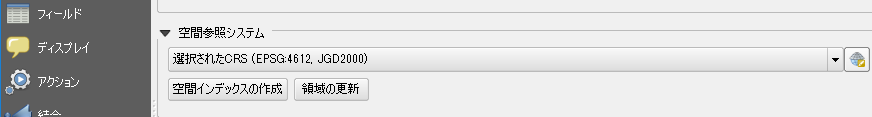 フィールド
ディスプレイ
アクション
結合
空間参照システム
選択されたCRS (EPSG:4612, JGD2000)
空間インデックスの作成
領域の更新